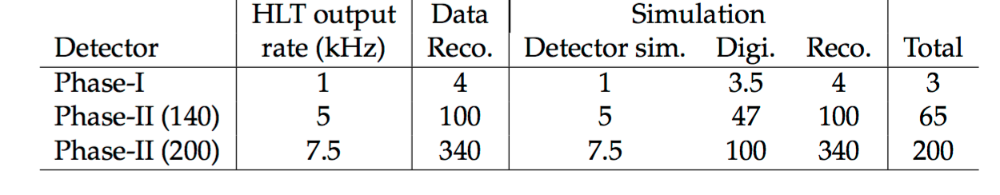 HLT output Data Simulation
Detector rate (kHz) Reco. Detector sim. Digi. Reco. Total
Phase-I 1 4 1 3.5 4 3
Phase-II (140) 5 100 5 47 100 65
Phase-II (200) 7.5 340 7.5 100 340 200